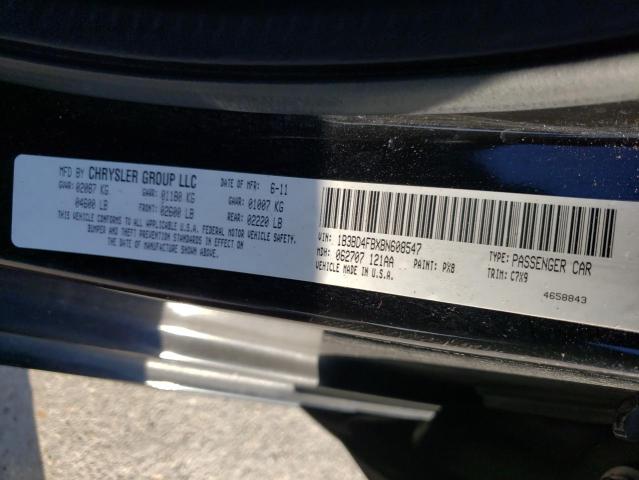 MFD BY CHRYSLER GROUP LLC DATE OF MFR: 6-11
GVWR: 02087 KG GAWR: 01180 KG 01007 KG
04600 LB FRONT: 02600 LB REAR: 02220 LB
THIS VEHICLE CONFORMS TO ALL APPLICABLE U.S.A. FEDERAL MOTOR VEHICLE SAFETY,
BUMPER AND THEFT PREVENTION STANDARDS IN EFFECT ON THE
DATE OF MANUFACTURE SHOWN ABOVE.
VIN: 1B3BD4FBXBN608547 TYPE: PASSENGER CAR
MDH: 062707 121AA PAINT: PX8 TRIM: C7X9
VEHICLE MADE IN U.S.A.
4658843